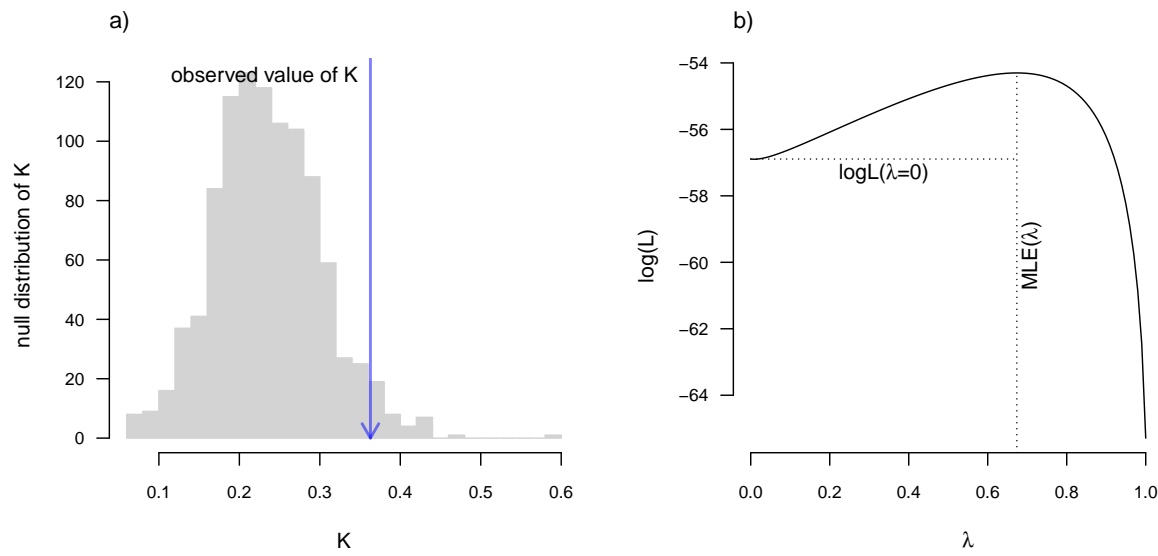 a)
observed value of K
null distribution of K
120
100
80
60
40
20
0
0.1 0.2 0.3 0.4 0.5 0.6
K
b)
log(L)
−54
−56
−58
−60
−62
−64
logL(λ=0)
MLE(λ)
0.0 0.2 0.4 0.6 0.8 1.0
λ